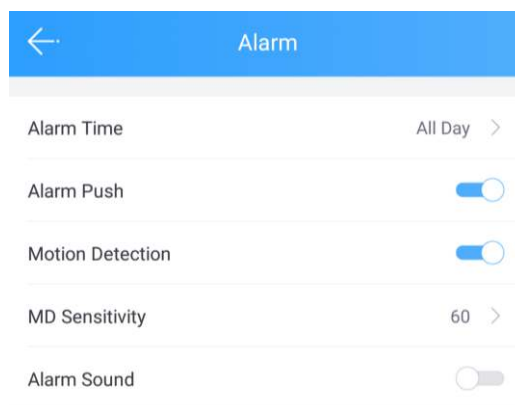 Alarm
Alarm Time All Day
Alarm Push
Motion Detection
MD Sensitivity 60
Alarm Sound